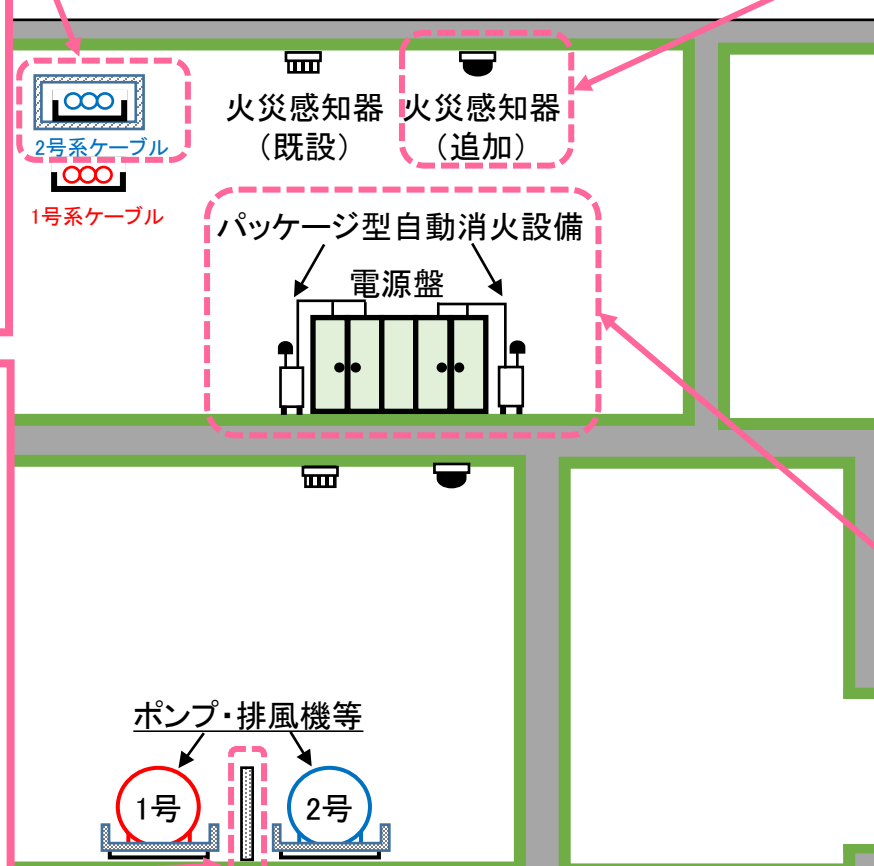 火災感知器
（既設）
火災感知器
（追加）
2号系ケーブル
1号系ケーブル
パッケージ型自動消火設備
電源盤
ポンプ・排風機等
1号
2号